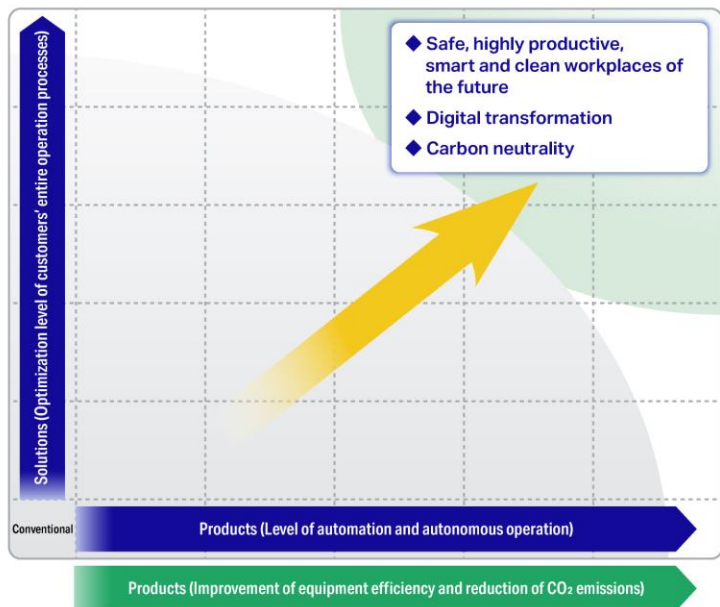 ◆ Safe, highly productive,
smart and clean workplaces of
the future
◆ Digital transformation
◆ Carbon neutrality
Solutions (Optimization level of customers' entire operation processes)
Conventional
Products (Level of automation and autonomous operation)
Products (Improvement of equipment efficiency and reduction of CO₂ emissions)